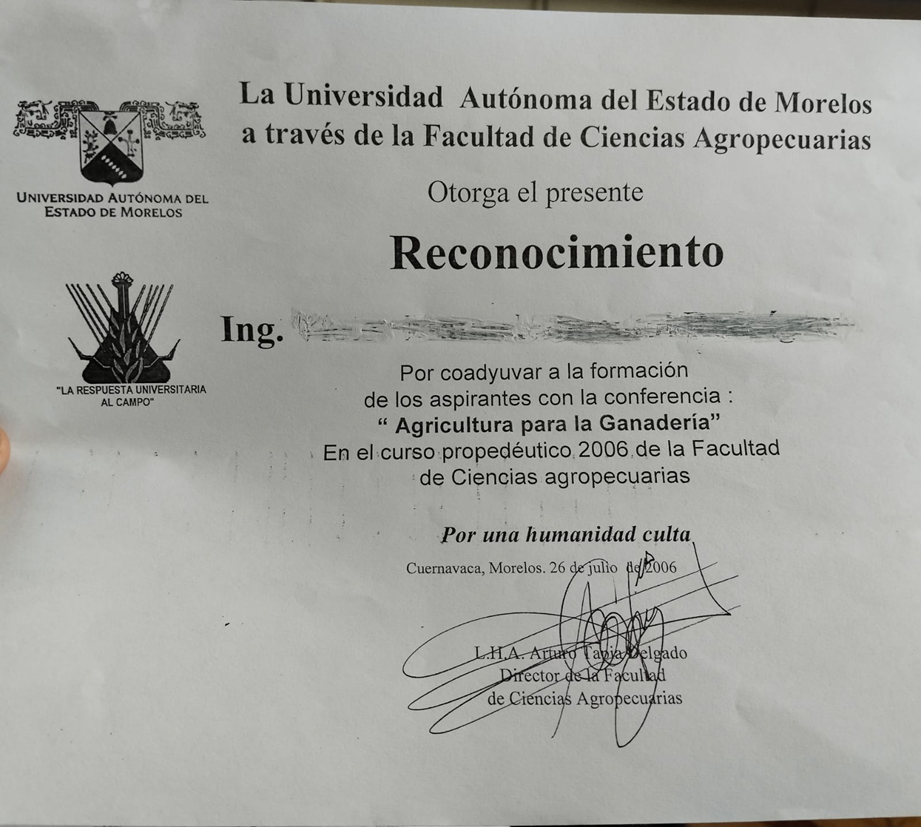 La Universidad Autónoma del Estado de Morelos
a través de la Facultad de Ciencias Agropecuarias
UNIVERSIDAD AUTÓNOMA DEL
ESTADO DE MORELOS
Otorga el presente
Reconocimiento
Ing.
"LA RESPUESTA UNIVERSITARIA
AL CAMPO"
Por coadyuvar a la formación
de los aspirantes con la conferencia :
“ Agricultura para la Ganadería”
En el curso propedéutico 2006 de la Facultad
de Ciencias agropecuarias
Por una humanidad culta
Cuernavaca, Morelos. 26 de julio de 2006
L.H.A. Arturo Tapia Delgado
Director de la Facultad
de Ciencias Agropecuarias